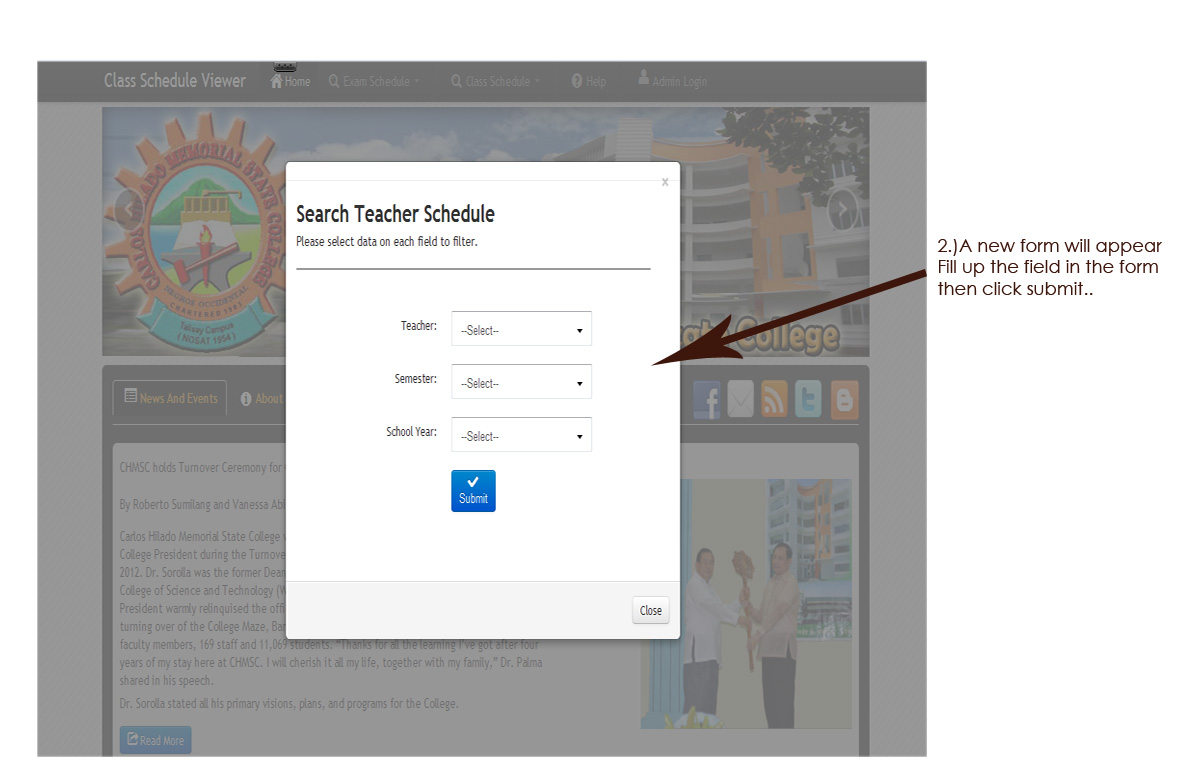 Class Schedule Viewer
Home
Exam Schedule
Class Schedule
Help
Admin Login
MEMORIAL STATE COLLEGE
NEGROS OCCIDENTAL
CHARTERED 1983
Talisay Campus
(NOSAT 1954)
College
x
Search Teacher Schedule
Please select data on each field to filter.
Teacher:
--Select--
Semester:
--Select--
School Year:
--Select--
Submit
Close
2.)A new form will appear
Fill up the field in the form
then click submit..
News And Events
About
CHMSC holds Turnover Ceremony for
By Roberto Sumilang and Vanessa
Carlos Hilado Memorial State College
College President during the Turnove
2012. Dr. Sorolla was the former Dean
College of Science and Technology
President warmly relinquised the offi
turning over of the College Maze,
faculty members, 169 staff and 11,069 students. "Thanks for all the learning I've got after four
years of my stay here at CHMSC. I will cherish it all my life, together with my family," Dr. Palma
shared in his speech.
Dr. Sorolla stated all his primary visions, plans, and programs for the College.
Read More